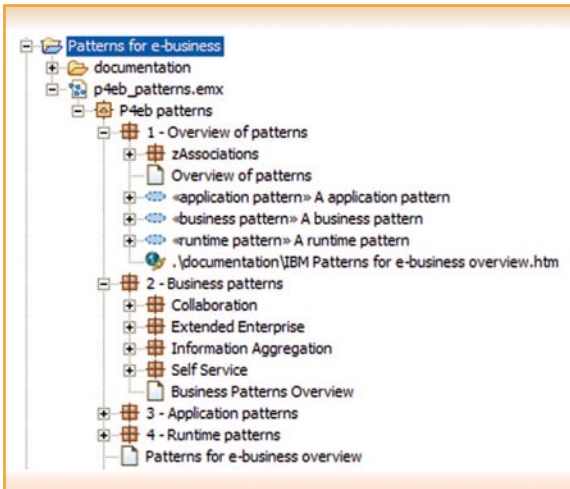 Patterns for e-business
documentation
p4eb_patterns.emx
P4eb patterns
1 - Overview of patterns
zAssociations
Overview of patterns
«application pattern» A application pattern
«business pattern» A business pattern
«runtime pattern» A runtime pattern
.\documentation\IBM Patterns for e-business overview.htm
2 - Business patterns
Collaboration
Extended Enterprise
Information Aggregation
Self Service
Business Patterns Overview
3 - Application patterns
4 - Runtime patterns
Patterns for e-business overview